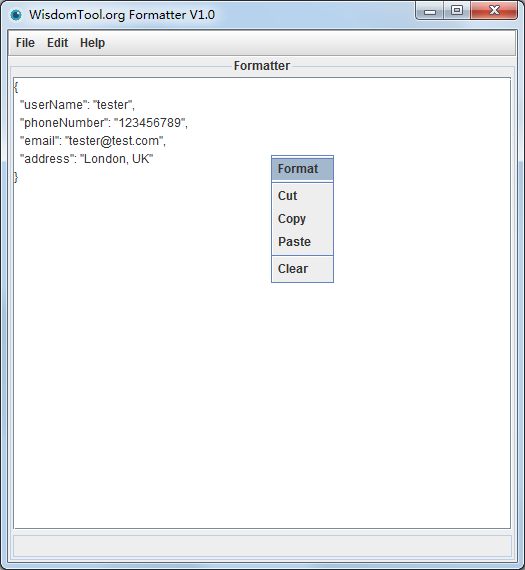 WisdomTool.org Formatter V1.0
File Edit Help
Formatter
{
"userName": "tester",
"phoneNumber": "123456789",
"email": "tester@test.com",
"address": "London, UK"
}
Format
Cut
Copy
Paste
Clear